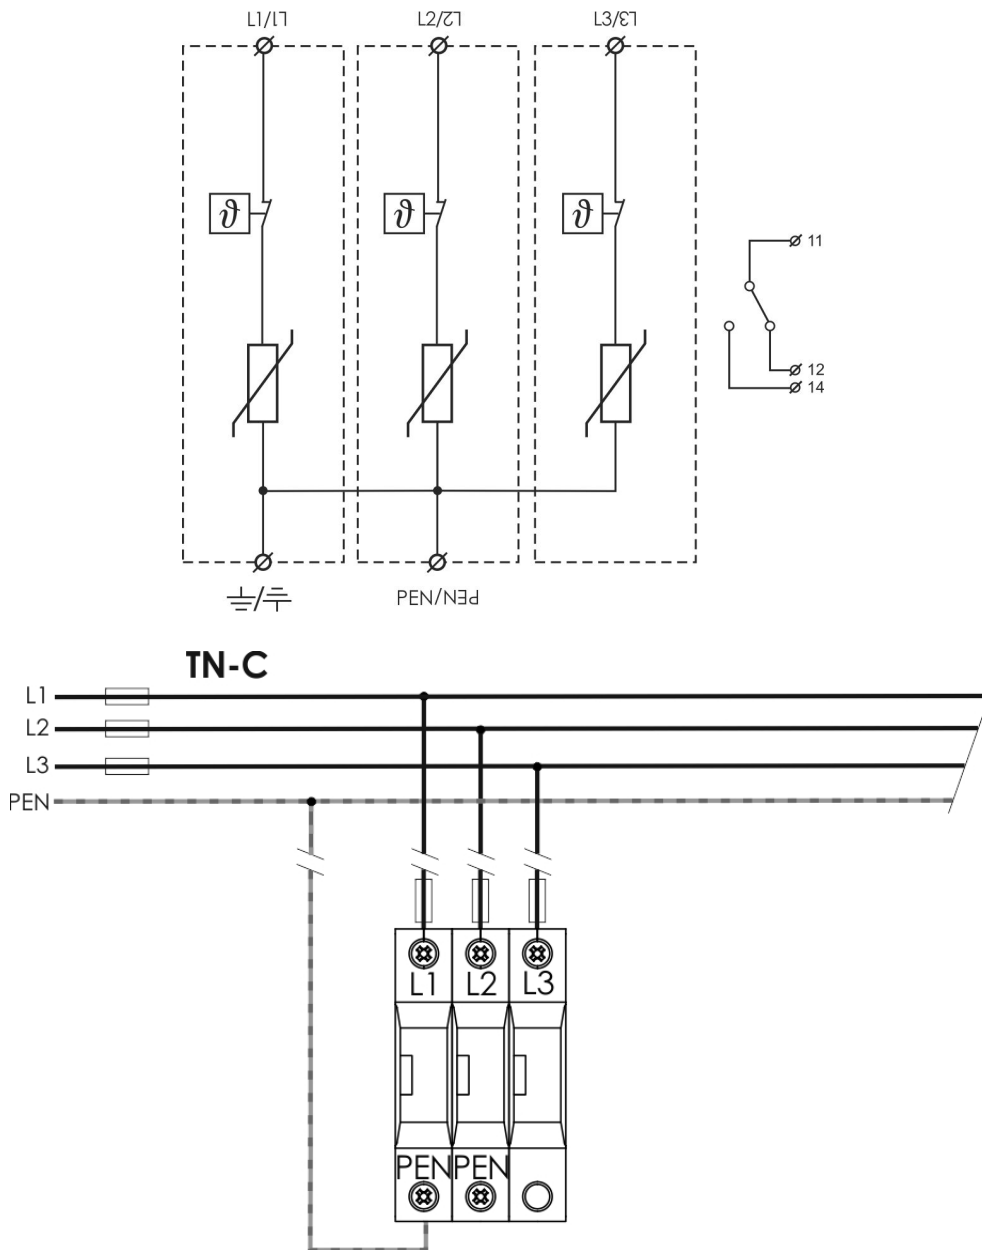 L1/L1
L2/L2
L3/L3
ϑ
ϑ
ϑ
11
12
14
PEN/PEN
TN-C
L1
L2
L3
PEN
L1
L2
L3
PEN
PEN